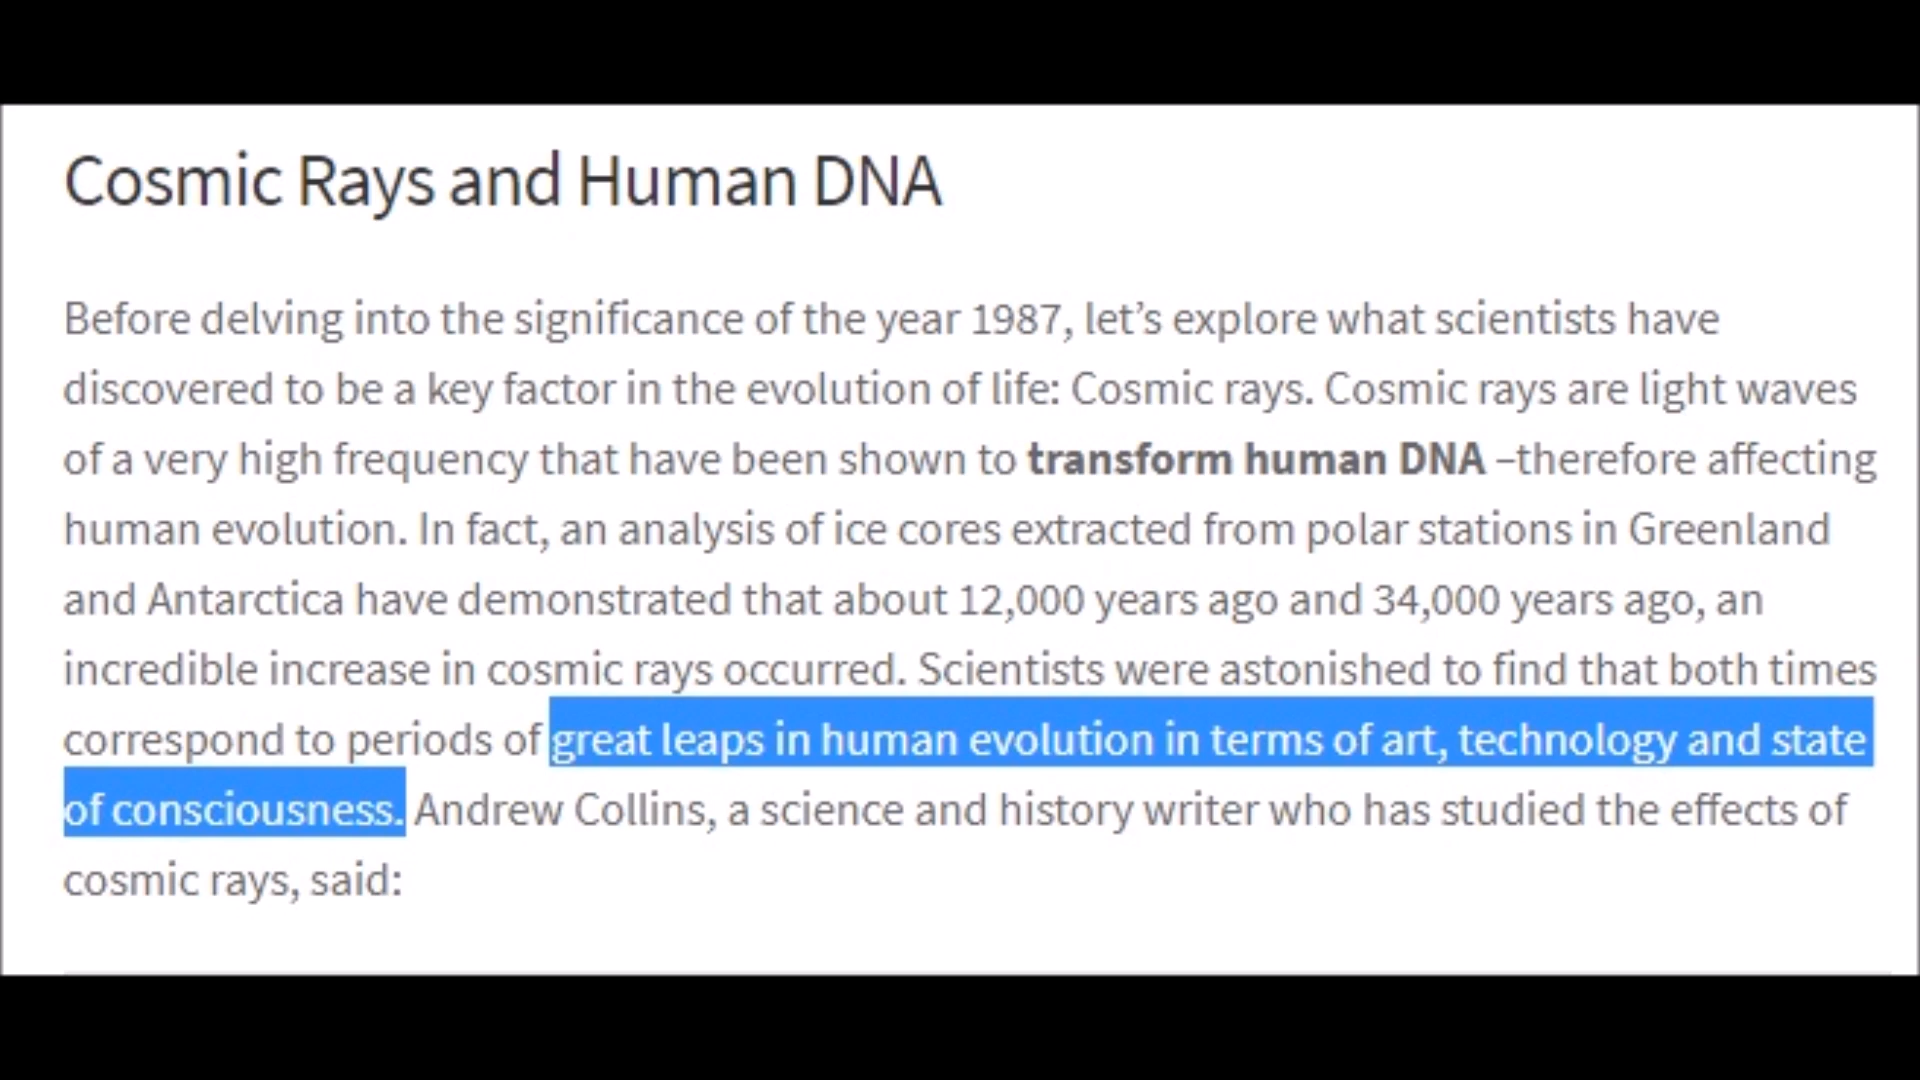 Cosmic Rays and Human DNA
Before delving into the significance of the year 1987, let’s explore what scientists have
discovered to be a key factor in the evolution of life: Cosmic rays. Cosmic rays are light waves
of a very high frequency that have been shown to transform human DNA –therefore affecting
human evolution. In fact, an analysis of ice cores extracted from polar stations in Greenland
and Antarctica have demonstrated that about 12,000 years ago and 34,000 years ago, an
incredible increase in cosmic rays occurred. Scientists were astonished to find that both times
correspond to periods of great leaps in human evolution in terms of art, technology and state
of consciousness. Andrew Collins, a science and history writer who has studied the effects of
cosmic rays, said: